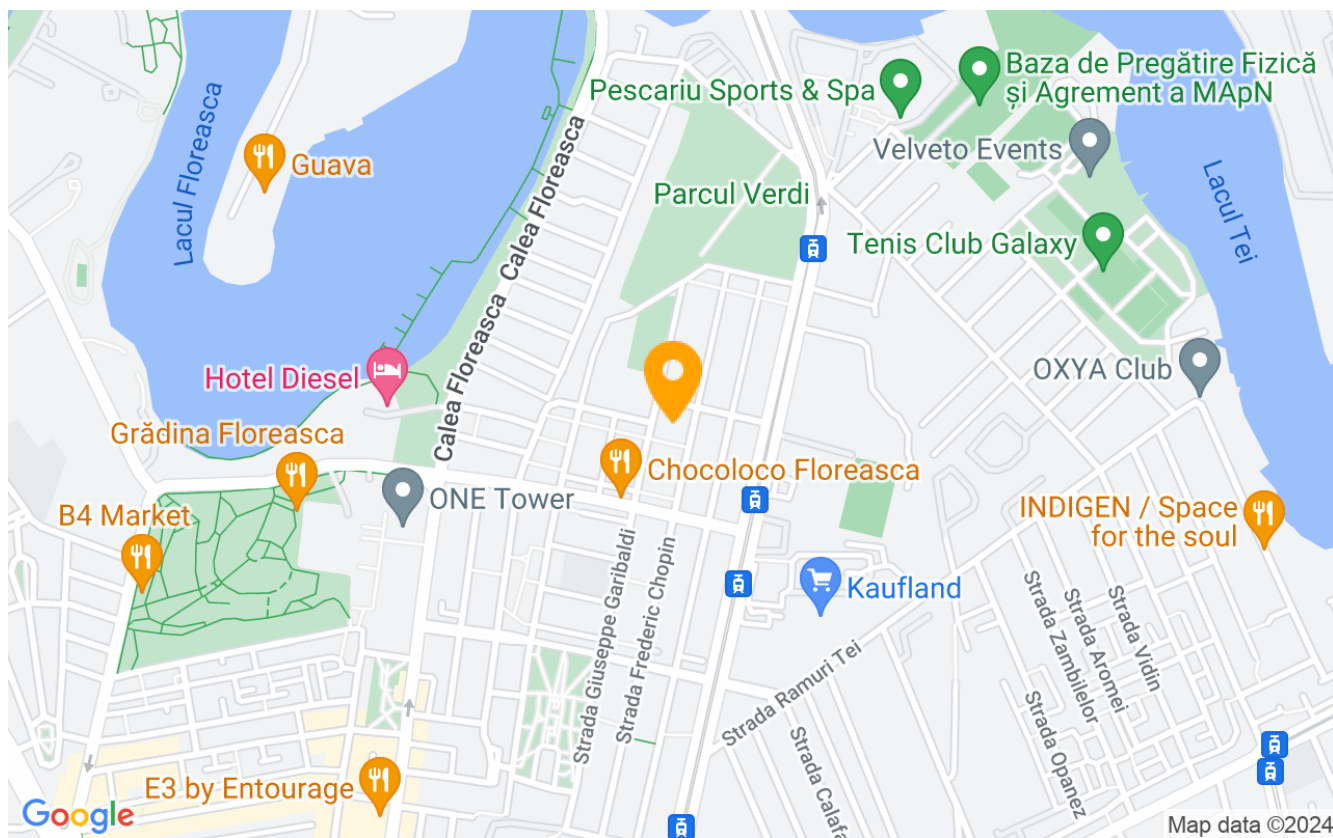 Pescariu Sports & Spa
Baza de Pregătire Fizică
și Agrement a MApN
Velveto Events
Lacul Floreasca
Guava
Calea Floreasca
Calea Floreasca
Parcul Verdi
Lacul Tei
Tenis Club Galaxy
Hotel Diesel
OXYA Club
Grădina Floreasca
Chocoloco Floreasca
ONE Tower
B4 Market
INDIGEN / Space
for the soul
Strada Giuseppe Garibaldi
Strada Frederic Chopin
Kaufland
Strada Ramuri Tei
Strada Zambilelor
Strada Aromei
Strada Vidin
Strada Opanez
Strada Calafa
E3 by Entourage
Google
Map data ©2024